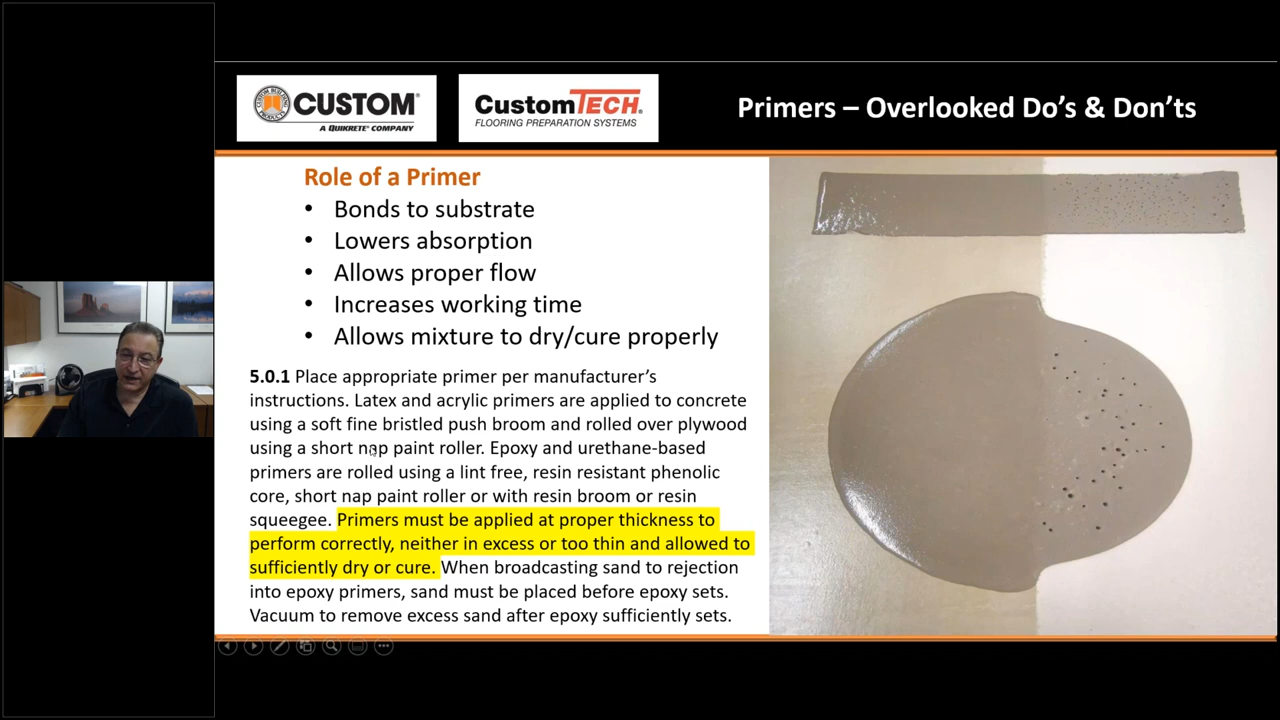 CUSTOM®
A QUIKRETE® COMPANY
CustomTECH®
FLOORING PREPARATION SYSTEMS
Primers – Overlooked Do's & Don'ts
Role of a Primer
• Bonds to substrate
• Lowers absorption
• Allows proper flow
• Increases working time
• Allows mixture to dry/cure properly
5.0.1 Place appropriate primer per manufacturer's
instructions. Latex and acrylic primers are applied to concrete
using a soft fine bristled push broom and rolled over plywood
using a short nap paint roller. Epoxy and urethane-based
primers are rolled using a lint free, resin resistant phenolic
core, short nap paint roller or with resin broom or resin
squeegee. Primers must be applied at proper thickness to
perform correctly, neither in excess or too thin and allowed to
sufficiently dry or cure. When broadcasting sand to rejection
into epoxy primers, sand must be placed before epoxy sets.
Vacuum to remove excess sand after epoxy sufficiently sets.